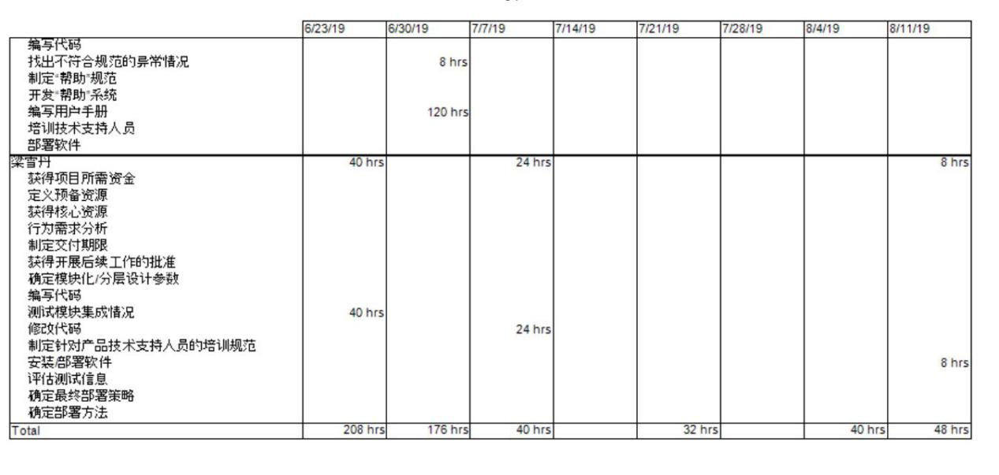 6/23/19 6/30/19 7/7/19 7/14/19 7/21/19 7/28/19 8/4/19 8/11/19
编写代码
找出不符合规范的异常情况 8 hrs
制定“帮助”规范
开发“帮助”系统
编写用户手册 120 hrs
培训技术支持人员
部署软件
梁雪丹 40 hrs 24 hrs 8 hrs
获得项目所需资金
定义预备资源
获得核心资源
行为需求分析
制定交付期限
获得开展后续工作的批准
确定模块化/分层设计参数
编写代码
测试模块集成情况 40 hrs
修改代码 24 hrs
制定针对产品技术支持人员的培训规范
安装/部署软件 8 hrs
评估测试信息
确定最终部署策略
确定部署方法
Total 208 hrs 176 hrs 40 hrs 32 hrs 40 hrs 48 hrs